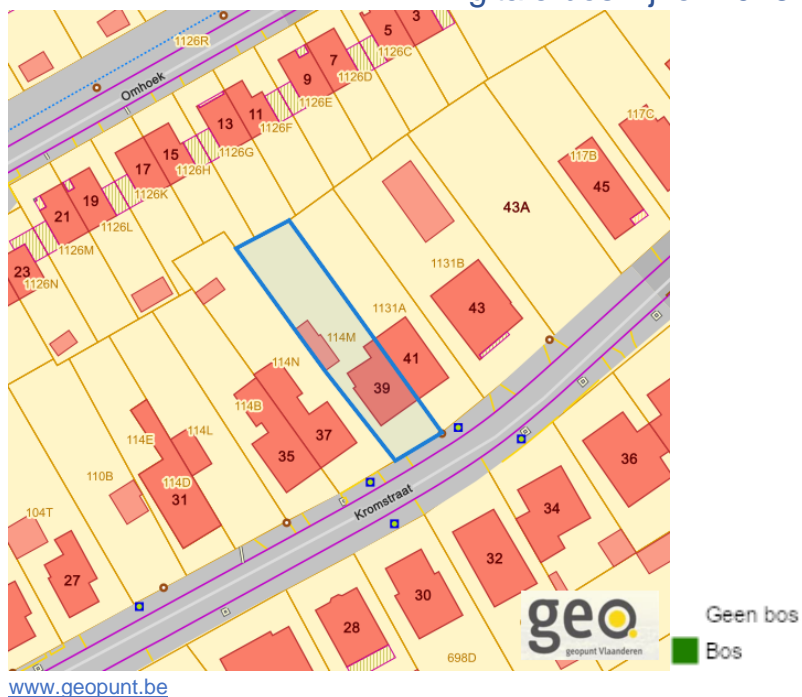 1126R
5
3
1126C
7
9
1126D
Omhoek
1126E
11
13
1126F
117C
1126G
15
17
1126H
117B
1126K
45
19
21
1126L
43A
1126M
23
1126N
1131B
1131A
43
114M
41
114N
39
114B
37
35
114E
114L
36
110B
114D
31
Kromstraat
34
104T
32
27
30
28
698D
geo
geopunt Vlaanderen
Geen bos
Bos
www.geopunt.be